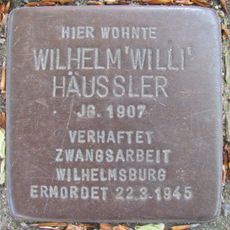 HIER WOHNTE
WILHELM 'WILLI'
HÄUSSLER
JG. 1907
VERHAFTET
ZWANGSARBEIT
WILHELMSBURG
ERMORDET 22.3.1945